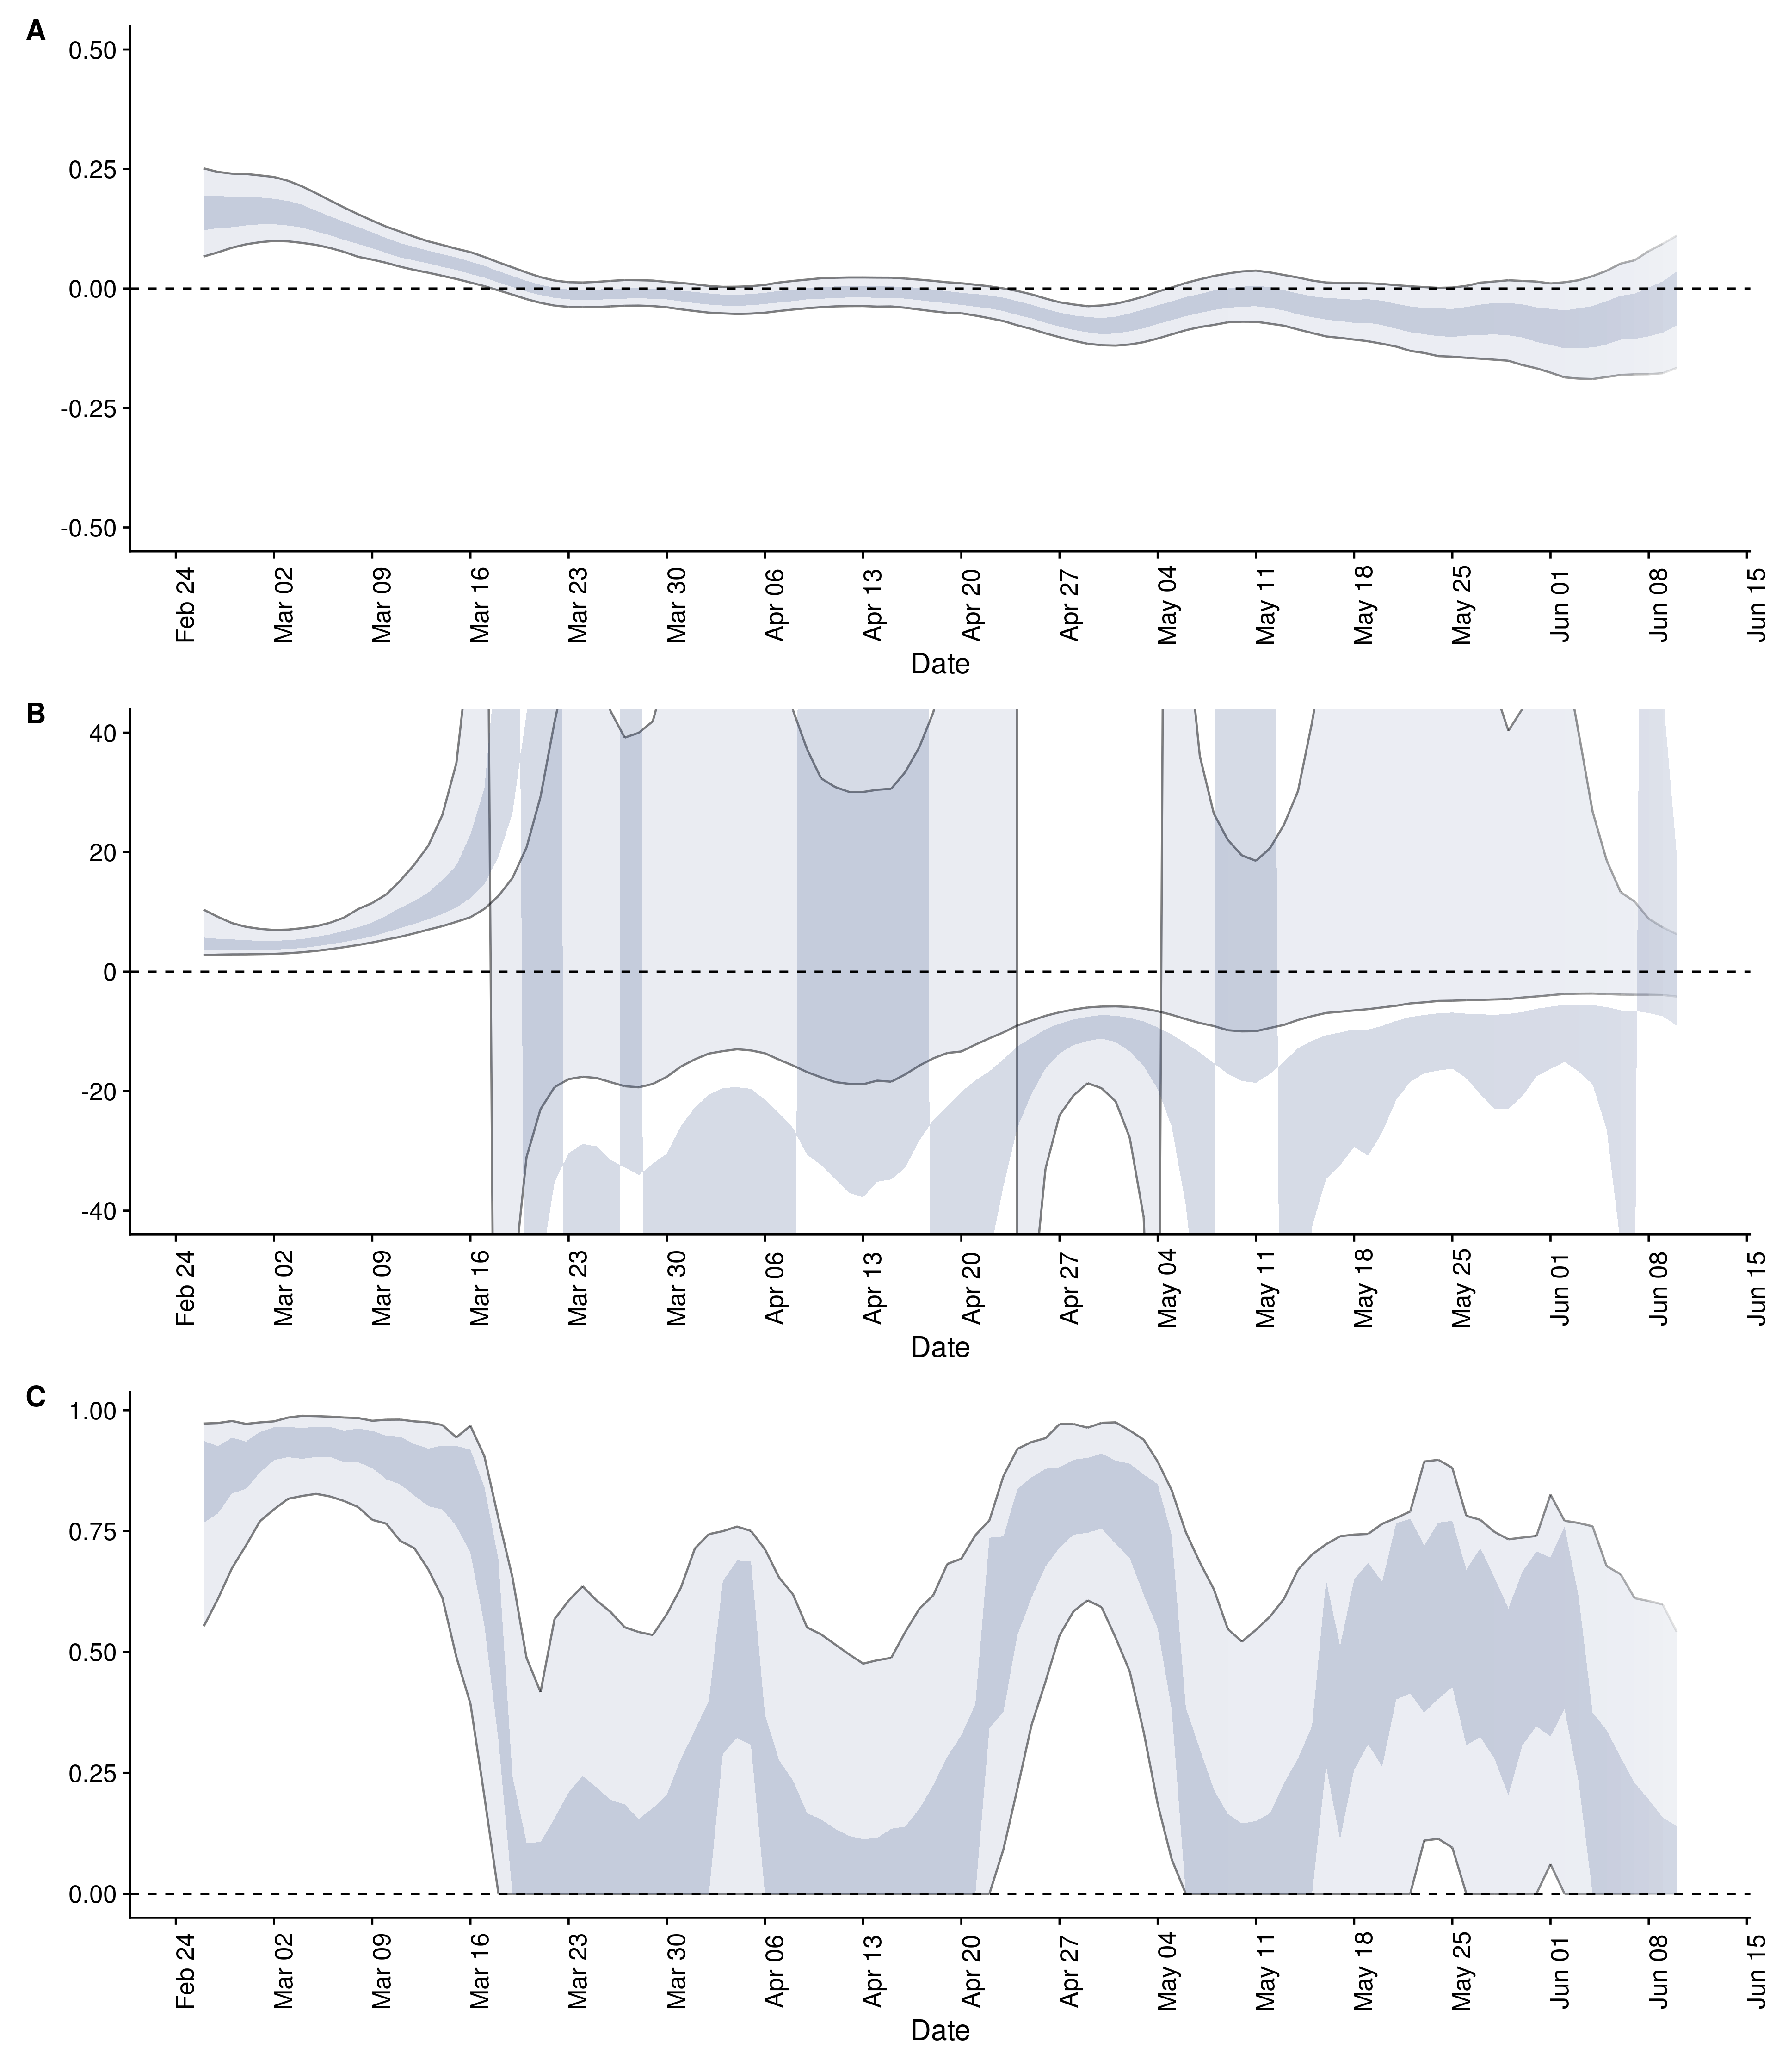 A
0.50
0.25
0.00
-0.25
-0.50
Feb 24
Mar 02
Mar 09
Mar 16
Mar 23
Mar 30
Apr 06
Apr 13
Apr 20
Apr 27
May 04
May 11
May 18
May 25
Jun 01
Jun 08
Jun 15
Date
B
40
20
0
-20
-40
Feb 24
Mar 02
Mar 09
Mar 16
Mar 23
Mar 30
Apr 06
Apr 13
Apr 20
Apr 27
May 04
May 11
May 18
May 25
Jun 01
Jun 08
Jun 15
Date
C
1.00
0.75
0.50
0.25
0.00
Feb 24
Mar 02
Mar 09
Mar 16
Mar 23
Mar 30
Apr 06
Apr 13
Apr 20
Apr 27
May 04
May 11
May 18
May 25
Jun 01
Jun 08
Jun 15
Date